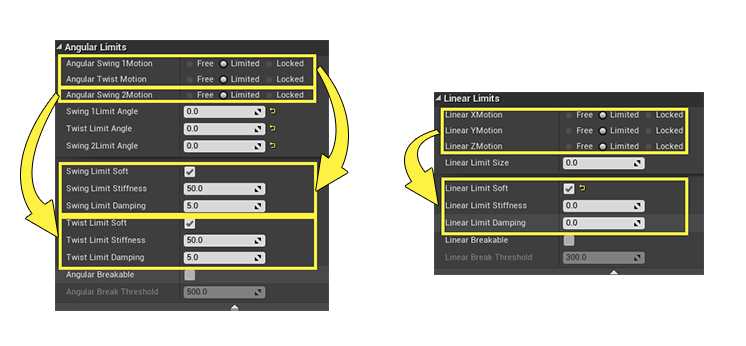 Angular Limits
Angular Swing 1Motion Free Limited Locked
Angular Twist Motion Free Limited Locked
Angular Swing 2Motion Free Limited Locked
Swing 1Limit Angle 0.0
Twist Limit Angle 0.0
Swing 2Limit Angle 0.0
Swing Limit Soft
Swing Limit Stiffness 50.0
Swing Limit Damping 5.0
Twist Limit Soft
Twist Limit Stiffness 50.0
Twist Limit Damping 5.0
Angular Breakable
Angular Break Threshold 500.0
Linear Limits
Linear XMotion Free Limited Locked
Linear YMotion Free Limited Locked
Linear ZMotion Free Limited Locked
Linear Limit Size 0.0
Linear Limit Soft
Linear Limit Stiffness 0.0
Linear Limit Damping 0.0
Linear Breakable
Linear Break Threshold 300.0